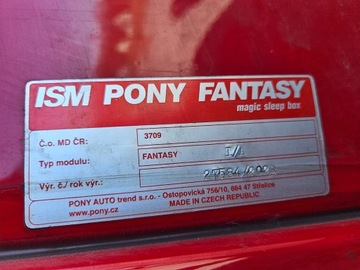 ISM PONY FANTASY
magic sleep box
Č.o. MD ČR: 3709
Typ modulu: FANTASY I/1
Výr. č./rok výr.:
PONY AUTO trend s.r.o. - Ostopovická 756/10, 664 47 Střelice
www.pony.cz MADE IN CZECH REPUBLIC